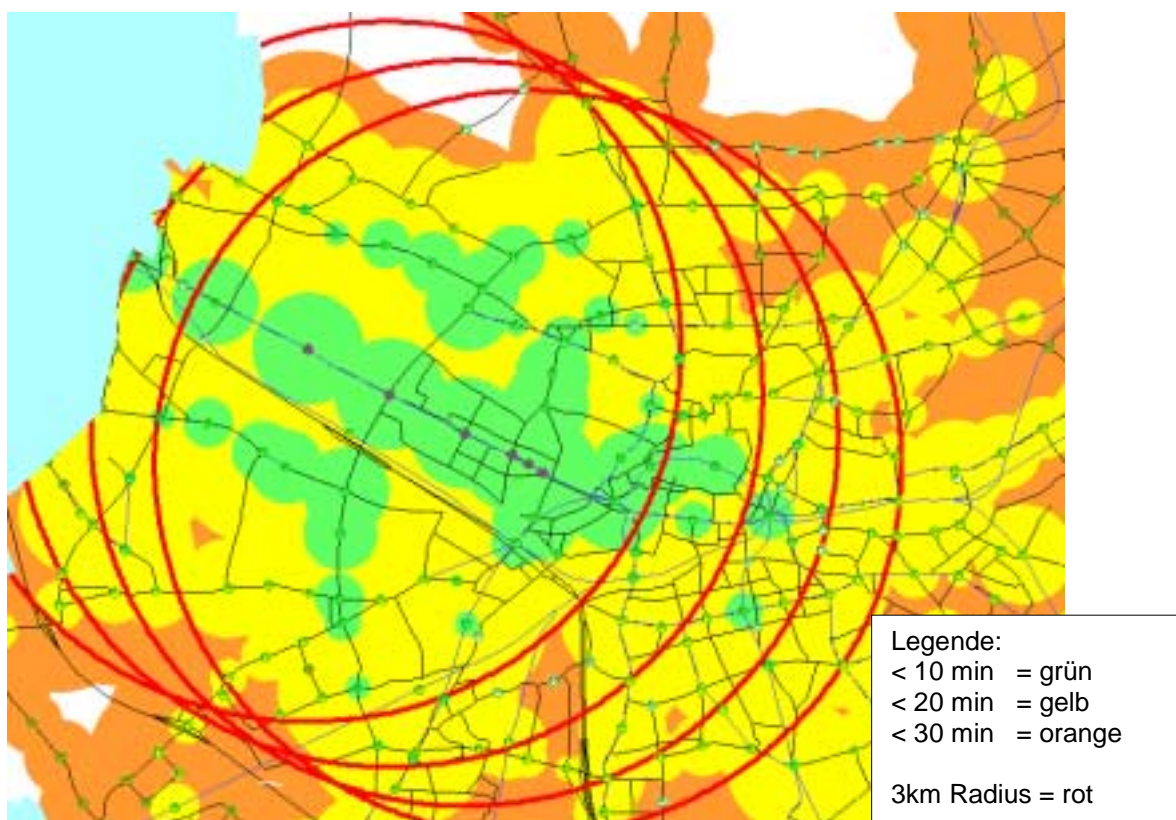 Legende:
< 10 min = grün
< 20 min = gelb
< 30 min = orange
3km Radius = rot